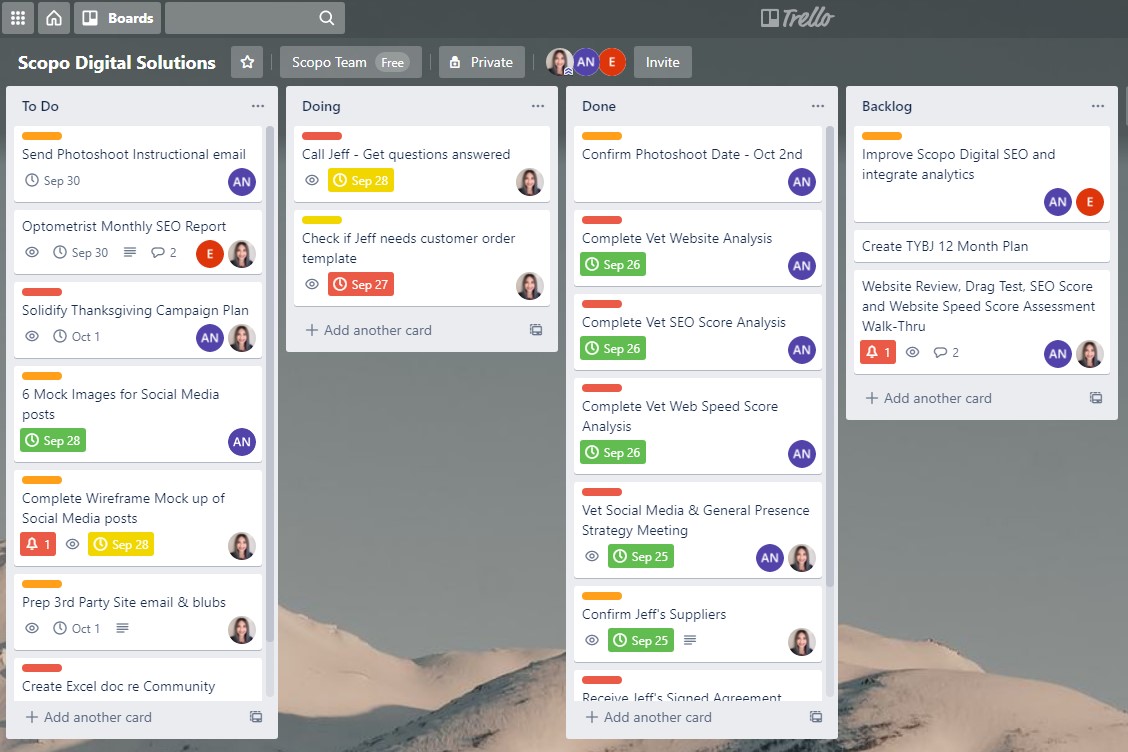 Boards
Trello
Scopo Digital Solutions
Scopo Team Free
Private
AN
E
Invite
To Do
Send Photoshoot Instructional email
Sep 30
AN
Optometrist Monthly SEO Report
Sep 30
2
E
Solidify Thanksgiving Campaign Plan
Oct 1
AN
6 Mock Images for Social Media
posts
Sep 28
AN
Complete Wireframe Mock up of
Social Media posts
1
Sep 28
Prep 3rd Party Site email & blubs
Oct 1
Create Excel doc re Community
+ Add another card
Doing
Call Jeff - Get questions answered
Sep 28
Check if Jeff needs customer order
template
Sep 27
+ Add another card
Done
Confirm Photoshoot Date - Oct 2nd
AN
Complete Vet Website Analysis
Sep 26
AN
Complete Vet SEO Score Analysis
Sep 26
AN
Complete Vet Web Speed Score
Analysis
Sep 26
AN
Vet Social Media & General Presence
Strategy Meeting
Sep 25
AN
Confirm Jeff's Suppliers
Sep 25
Receive Jeff's Signed Agreement
+ Add another card
Backlog
Improve Scopo Digital SEO and
integrate analytics
AN
E
Create TYBJ 12 Month Plan
Website Review, Drag Test, SEO Score
and Website Speed Score Assessment
Walk-Thru
1
2
AN
+ Add another card